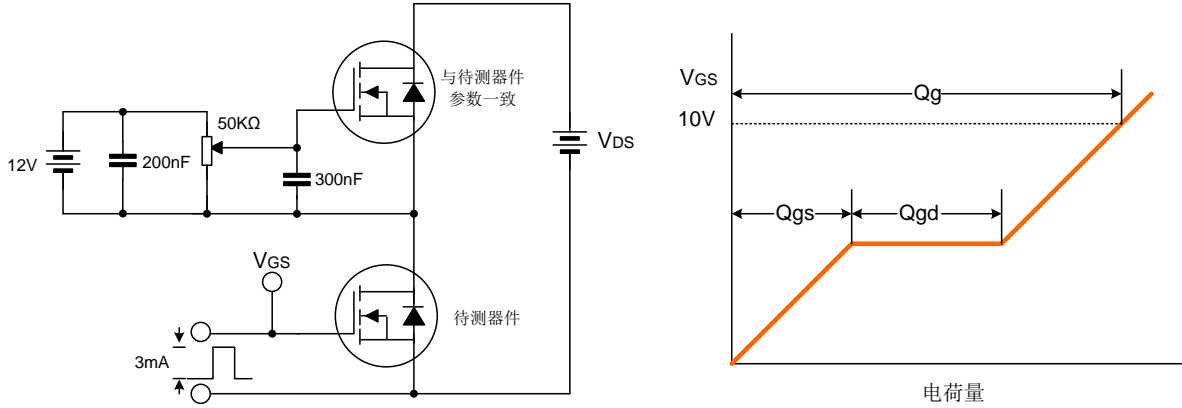 与待测器件
参数一致
50KΩ
12V
200nF
300nF
VDS
VGS
待测器件
3mA
VGS
Qg
10V
Qgs
Qgd
电荷量